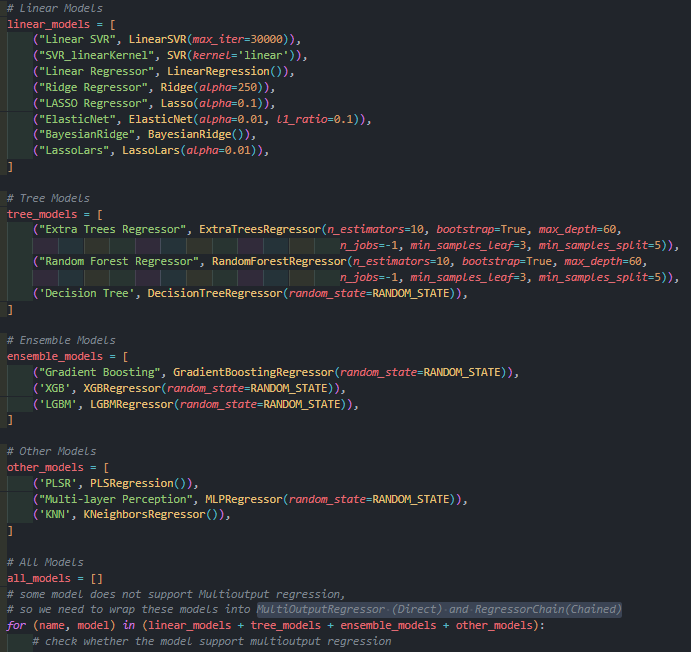 # Linear Models
linear_models = [
    ("Linear SVR", LinearSVR(max_iter=30000)),
    ("SVR_linearKernel", SVR(kernel='linear')),
    ("Linear Regressor", LinearRegression()),
    ("Ridge Regressor", Ridge(alpha=250)),
    ("LASSO Regressor", Lasso(alpha=0.1)),
    ("ElasticNet", ElasticNet(alpha=0.01, l1_ratio=0.1)),
    ("BayesianRidge", BayesianRidge()),
    ("LassoLars", LassoLars(alpha=0.01)),
]
# Tree Models
tree_models = [
    ("Extra Trees Regressor", ExtraTreesRegressor(n_estimators=10, bootstrap=True, max_depth=60,
                                                    n_jobs=-1, min_samples_leaf=3, min_samples_split=5)),
    ("Random Forest Regressor", RandomForestRegressor(n_estimators=10, bootstrap=True, max_depth=60,
                                                    n_jobs=-1, min_samples_leaf=3, min_samples_split=5)),
    ('Decision Tree', DecisionTreeRegressor(random_state=RANDOM_STATE)),
]
# Ensemble Models
ensemble_models = [
    ("Gradient Boosting", GradientBoostingRegressor(random_state=RANDOM_STATE)),
    ('XGB', XGBRegressor(random_state=RANDOM_STATE)),
    ('LGBM', LGBMRegressor(random_state=RANDOM_STATE)),
]
# Other Models
other_models = [
    ('PLSR', PLSRegression()),
    ("Multi-layer Perception", MLPRegressor(random_state=RANDOM_STATE)),
    ('KNN', KNeighborsRegressor()),
]
# All Models
all_models = []
# some model does not support Multioutput regression,
# so we need to wrap these models into MultiOutputRegressor (Direct) and RegressorChain(Chained)
for (name, model) in (linear_models + tree_models + ensemble_models + other_models):
    # check whether the model support multioutput regression